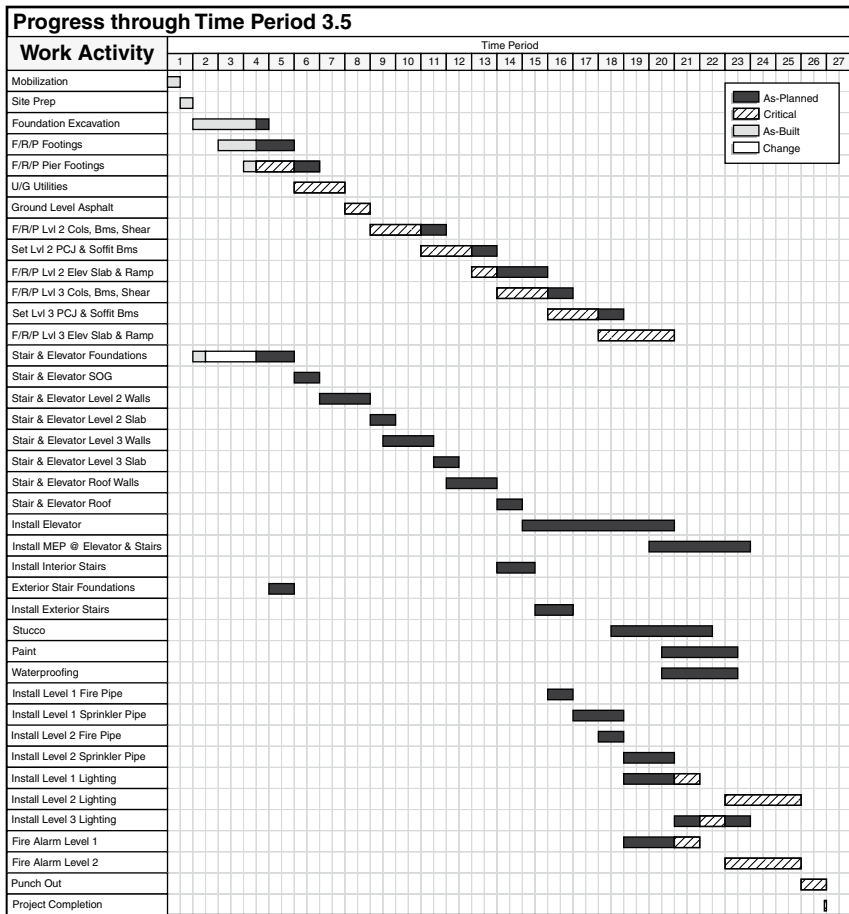 Progress through Time Period 3.5
Work Activity
Time Period
1 2 3 4 5 6 7 8 9 10 11 12 13 14 15 16 17 18 19 20 21 22 23 24 25 26 27
Mobilization
Site Prep
Foundation Excavation
F/R/P Footings
F/R/P Pier Footings
U/G Utilities
Ground Level Asphalt
F/R/P Lvl 2 Cols, Bms, Shear
Set Lvl 2 PCJ & Soffit Bms
F/R/P Lvl 2 Elev Slab & Ramp
F/R/P Lvl 3 Cols, Bms, Shear
Set Lvl 3 PCJ & Soffit Bms
F/R/P Lvl 3 Elev Slab & Ramp
Stair & Elevator Foundations
Stair & Elevator SOG
Stair & Elevator Level 2 Walls
Stair & Elevator Level 2 Slab
Stair & Elevator Level 3 Walls
Stair & Elevator Level 3 Slab
Stair & Elevator Roof Walls
Stair & Elevator Roof
Install Elevator
Install MEP @ Elevator & Stairs
Install Interior Stairs
Exterior Stair Foundations
Install Exterior Stairs
Stucco
Paint
Waterproofing
Install Level 1 Fire Pipe
Install Level 1 Sprinkler Pipe
Install Level 2 Fire Pipe
Install Level 2 Sprinkler Pipe
Install Level 1 Lighting
Install Level 2 Lighting
Install Level 3 Lighting
Fire Alarm Level 1
Fire Alarm Level 2
Punch Out
Project Completion
As-Planned
Critical
As-Built
Change